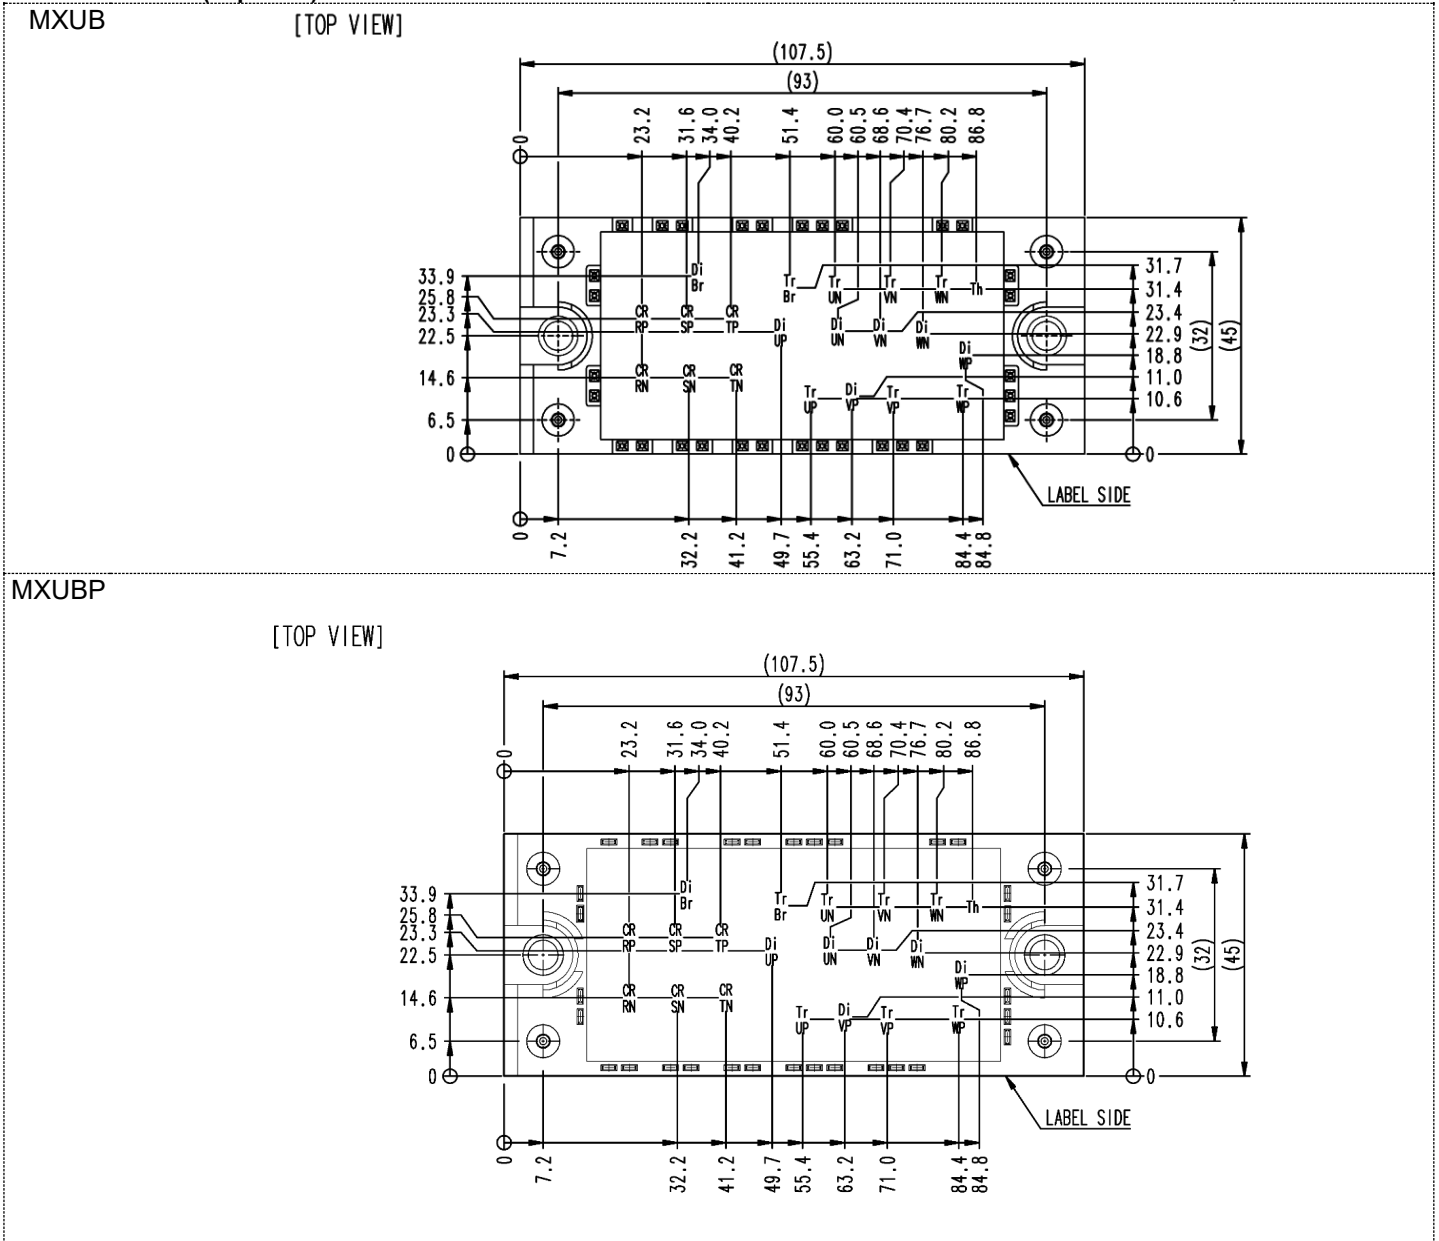 MXUB
[TOP VIEW]
(107.5)
(93)
0 23.2 31.6 34.0 40.2 51.4 60.0 60.5 68.6 70.4 76.7 80.2 86.8
33.9
25.8
23.3
22.5
14.6
6.5
0
Di Br
Tr Br
Tr UN
Tr VN
Tr WN
Th
CR RP
CR SP
CR TP
Di UP
Di UN
Di VN
Di WN
Di WP
CR RN
CR SN
CR TN
Tr UP
Di VP
Tr VP
Tr WP
31.7
31.4
23.4
22.9
18.8
11.0
10.6
0
(32)
(45)
LABEL SIDE
0 7.2 32.2 41.2 49.7 55.4 63.2 71.0 84.4 84.8
MXUBP
[TOP VIEW]
(107.5)
(93)
0 23.2 31.6 34.0 40.2 51.4 60.0 60.5 68.6 70.4 76.7 80.2 86.8
33.9
25.8
23.3
22.5
14.6
6.5
0
Di Br
Tr Br
Tr UN
Tr VN
Tr WN
Th
CR RP
CR SP
CR TP
Di UP
Di UN
Di VN
Di WN
Di WP
CR RN
CR SN
CR TN
Tr UP
Di VP
Tr VP
Tr WP
31.7
31.4
23.4
22.9
18.8
11.0
10.6
0
(32)
(45)
LABEL SIDE
0 7.2 32.2 41.2 49.7 55.4 63.2 71.0 84.4 84.8